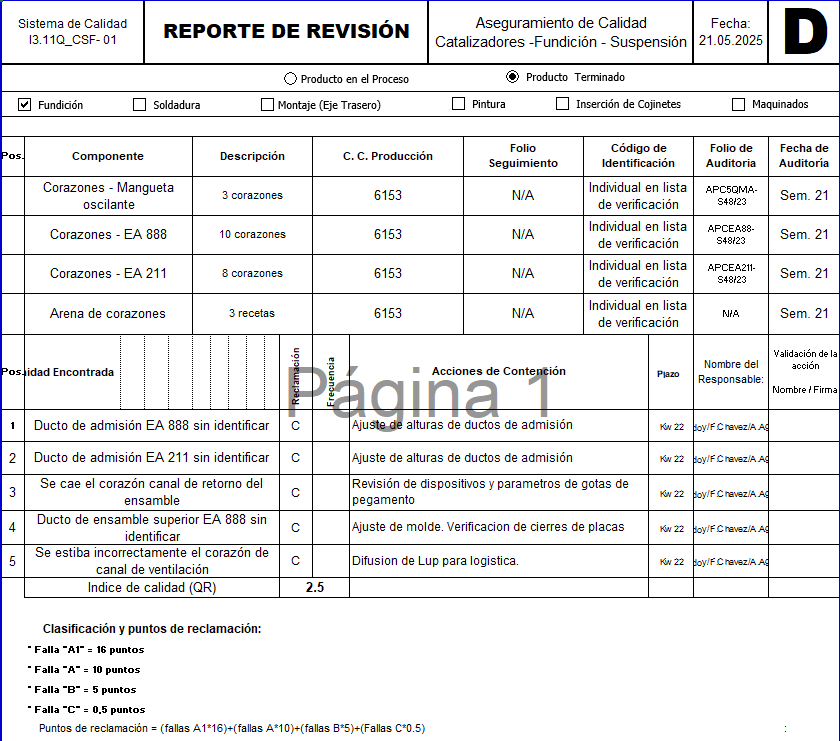 Sistema de Calidad
I3.11Q_CSF- 01
REPORTE DE REVISIÓN
Aseguramiento de Calidad
Catalizadores -Fundición - Suspensión
Fecha:
21.05.2025
D
Producto en el Proceso
Producto Terminado
Fundición
Soldadura
Montaje (Eje Trasero)
Pintura
Inserción de Cojinetes
Maquinados
Pos. Componente Descripción C. C. Producción Folio Seguimiento Código de Identificación Folio de Auditoria Fecha de Auditoría
Corazones - Mangueta oscilante 3 corazones 6153 N/A Individual en lista de verificación APC5QMA-S48/23 Sem. 21
Corazones - EA 888 10 corazones 6153 N/A Individual en lista de verificación APCEA88-S48/23 Sem. 21
Corazones - EA 211 8 corazones 6153 N/A Individual en lista de verificación APCEA211-S48/23 Sem. 21
Arena de corazones 3 recetas 6153 N/A Individual en lista de verificación N/A Sem. 21
Pos. idad Encontrada Reclamación Frecuencia Acciones de Contención Plazo Nombre del Responsable: Validación de la acción Nombre / Firma
Página 1
1 Ducto de admisión EA 888 sin identificar C Ajuste de alturas de ductos de admisión Kw 22 doy/F.Chavez/A.Ag
2 Ducto de admisión EA 211 sin identificar C Ajuste de alturas de ductos de admisión Kw 22 doy/F.Chavez/A.Ag
3 Se cae el corazón canal de retorno del ensamble C Revisión de dispositivos y parametros de gotas de pegamento Kw 22 doy/F.Chavez/A.Ag
4 Ducto de ensamble superior EA 888 sin identificar C Ajuste de molde. Verificacion de cierres de placas Kw 22 doy/F.Chavez/A.Ag
5 Se estiba incorrectamente el corazón de canal de ventilación C Difusion de Lup para logistica. Kw 22 doy/F.Chavez/A.Ag
Indice de calidad (QR) 2.5
Clasificación y puntos de reclamación:
* Falla "A1" = 16 puntos
* Falla "A" = 10 puntos
* Falla "B" = 5 puntos
* Falla "C" = 0.5 puntos
Puntos de reclamación = (fallas A1*16)+(fallas A*10)+(fallas B*5)+(Fallas C*0.5) :